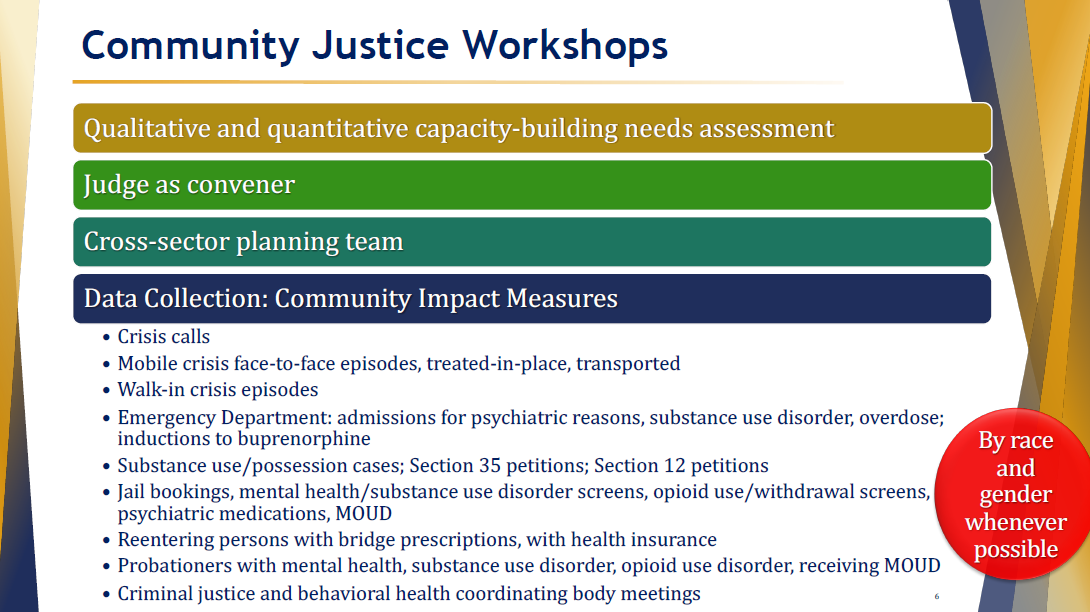 Community Justice Workshops
Qualitative and quantitative capacity-building needs assessment
Judge as convener
Cross-sector planning team
Data Collection: Community Impact Measures
• Crisis calls
• Mobile crisis face-to-face episodes, treated-in-place, transported
• Walk-in crisis episodes
• Emergency Department: admissions for psychiatric reasons, substance use disorder, overdose;
inductions to buprenorphine
• Substance use/possession cases; Section 35 petitions; Section 12 petitions
• Jail bookings, mental health/substance use disorder screens, opioid use/withdrawal screens,
psychiatric medications, MOUD
• Reentering persons with bridge prescriptions, with health insurance
• Probationers with mental health, substance use disorder, opioid use disorder, receiving MOUD
• Criminal justice and behavioral health coordinating body meetings
By race
and
gender
whenever
possible
6